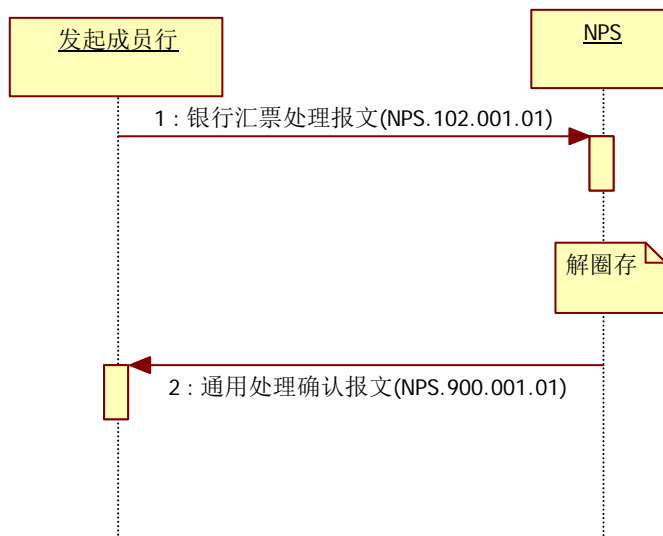 发起成员行
NPS
1 : 银行汇票处理报文(NPS.102.001.01)
解圈存
2 : 通用处理确认报文(NPS.900.001.01)